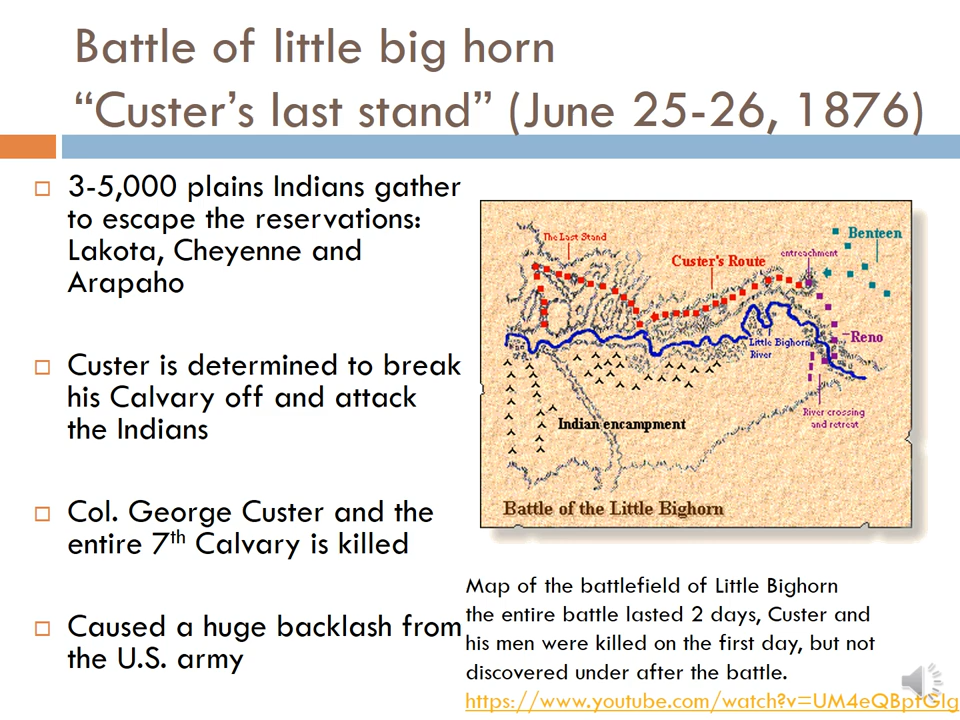 Battle of little big horn
“Custer’s last stand” (June 25-26, 1876)
3-5,000 plains Indians gather
to escape the reservations:
Lakota, Cheyenne and
Arapaho
Custer is determined to break
his Calvary off and attack
the Indians
Col. George Custer and the
entire 7th Calvary is killed
Caused a huge backlash from
the U.S. army
The Last Stand
Custer's Route
entreachment
Benteen
Little Bighorn
River
Reno
River crossing
and retreat
Indian encampment
Battle of the Little Bighorn
Map of the battlefield of Little Bighorn
the entire battle lasted 2 days, Custer and
his men were killed on the first day, but not
discovered under after the battle.
https://www.youtube.com/watch?v=UM4eQBpfGlg